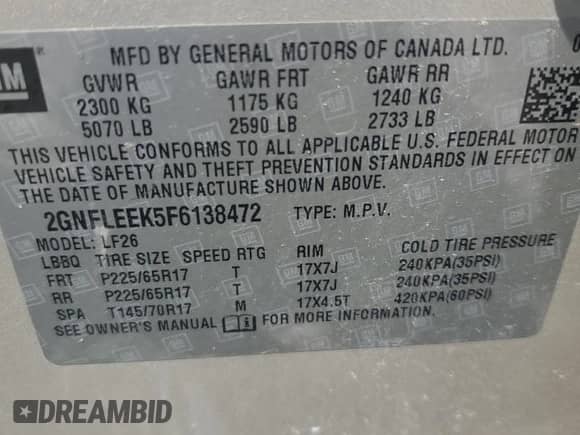 GM
MFD BY GENERAL MOTORS OF CANADA LTD.
GVWR GAWR FRT GAWR RR
2300 KG 1175 KG 1240 KG
5070 LB 2590 LB 2733 LB
THIS VEHICLE CONFORMS TO ALL APPLICABLE U.S. FEDERAL MOTOR
VEHICLE SAFETY AND THEFT PREVENTION STANDARDS IN EFFECT ON
THE DATE OF MANUFACTURE SHOWN ABOVE.
2GNFLEEK5F6138472 TYPE: M.P.V.
MODEL: LF26
LBBQ TIRE SIZE SPEED RTG RIM COLD TIRE PRESSURE
FRT P225/65R17 T 17X7J 240KPA(35PSI)
RR P225/65R17 T 17X7J 240KPA(35PSI)
SPA T145/70R17 M 17X4.5T 420KPA(60PSI)
SEE OWNER'S MANUAL FOR MORE INFORMATION.
DREAMBID